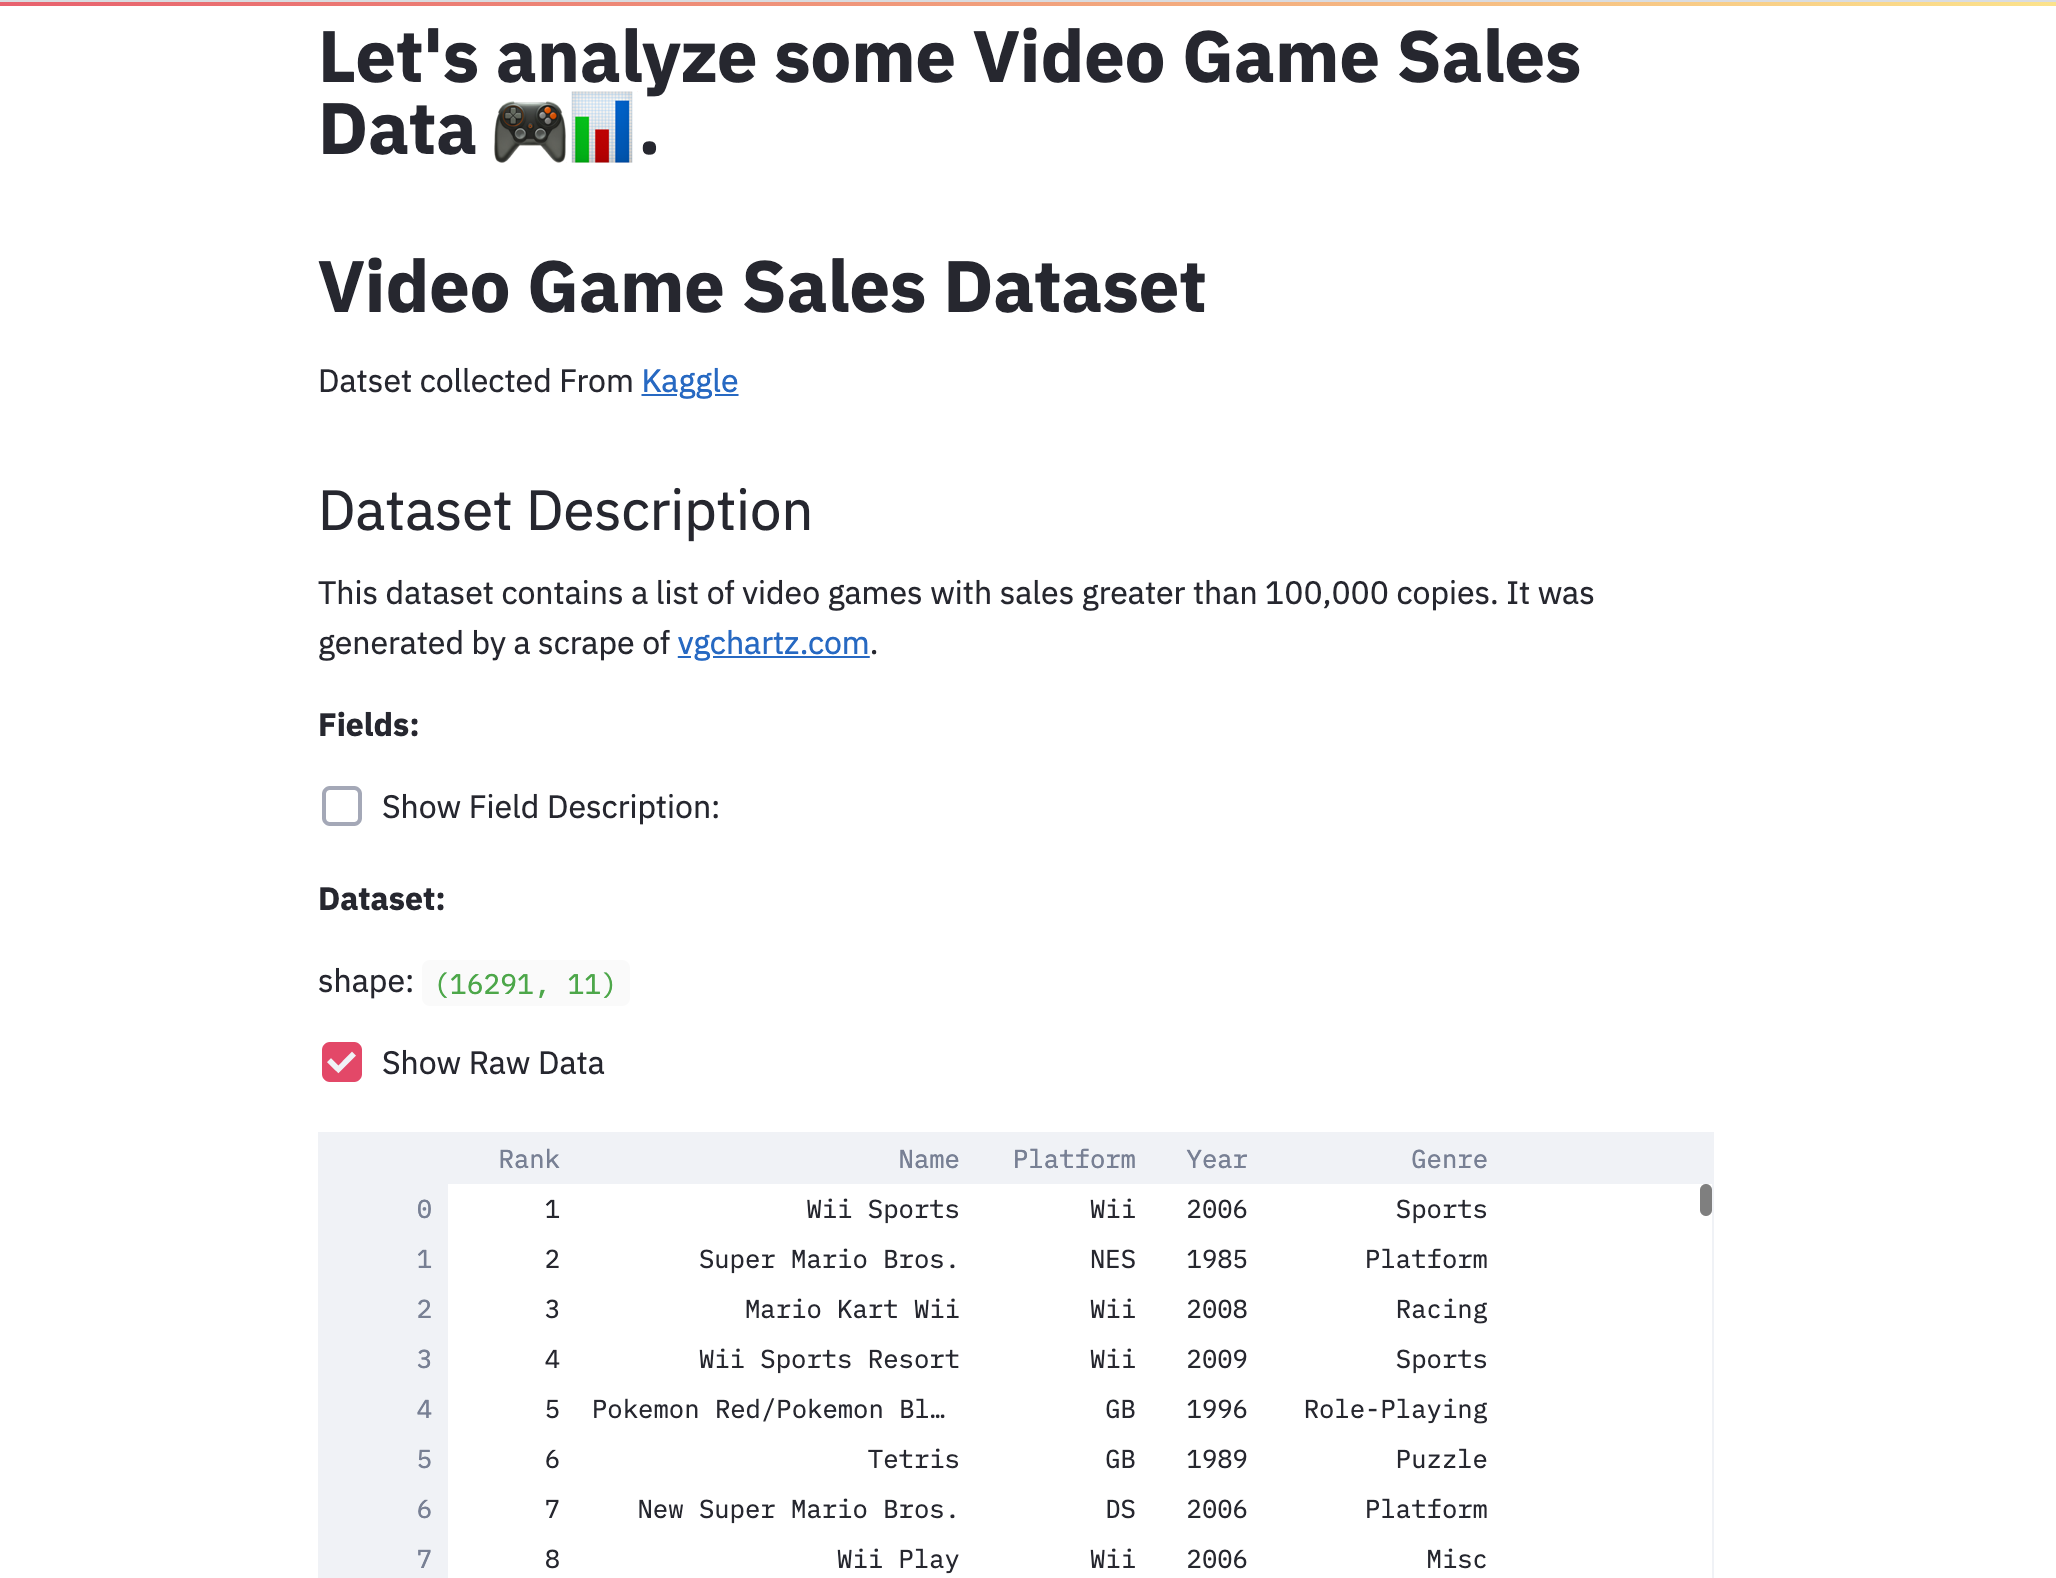 Let's analyze some Video Game Sales
Data 🎮📊.
Video Game Sales Dataset
Datset collected From Kaggle
Dataset Description
This dataset contains a list of video games with sales greater than 100,000 copies. It was
generated by a scrape of vgchartz.com.
Fields:
Show Field Description:
Dataset:
shape: (16291, 11)
Show Raw Data
Rank Name Platform Year Genre
0 1 Wii Sports Wii 2006 Sports
1 2 Super Mario Bros. NES 1985 Platform
2 3 Mario Kart Wii Wii 2008 Racing
3 4 Wii Sports Resort Wii 2009 Sports
4 5 Pokemon Red/Pokemon Bl… GB 1996 Role-Playing
5 6 Tetris GB 1989 Puzzle
6 7 New Super Mario Bros. DS 2006 Platform
7 8 Wii Play Wii 2006 Misc